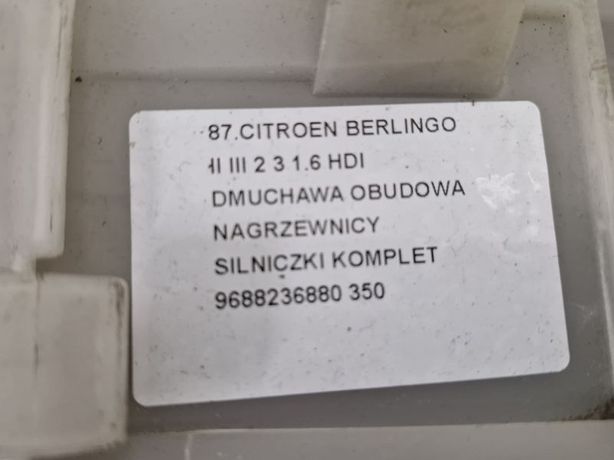 87.CITROEN BERLINGO
II III 2 3 1.6 HDI
DMUCHAWA OBUDOWA
NAGRZEWNICY
SILNICZKI KOMPLET
9688236880 350